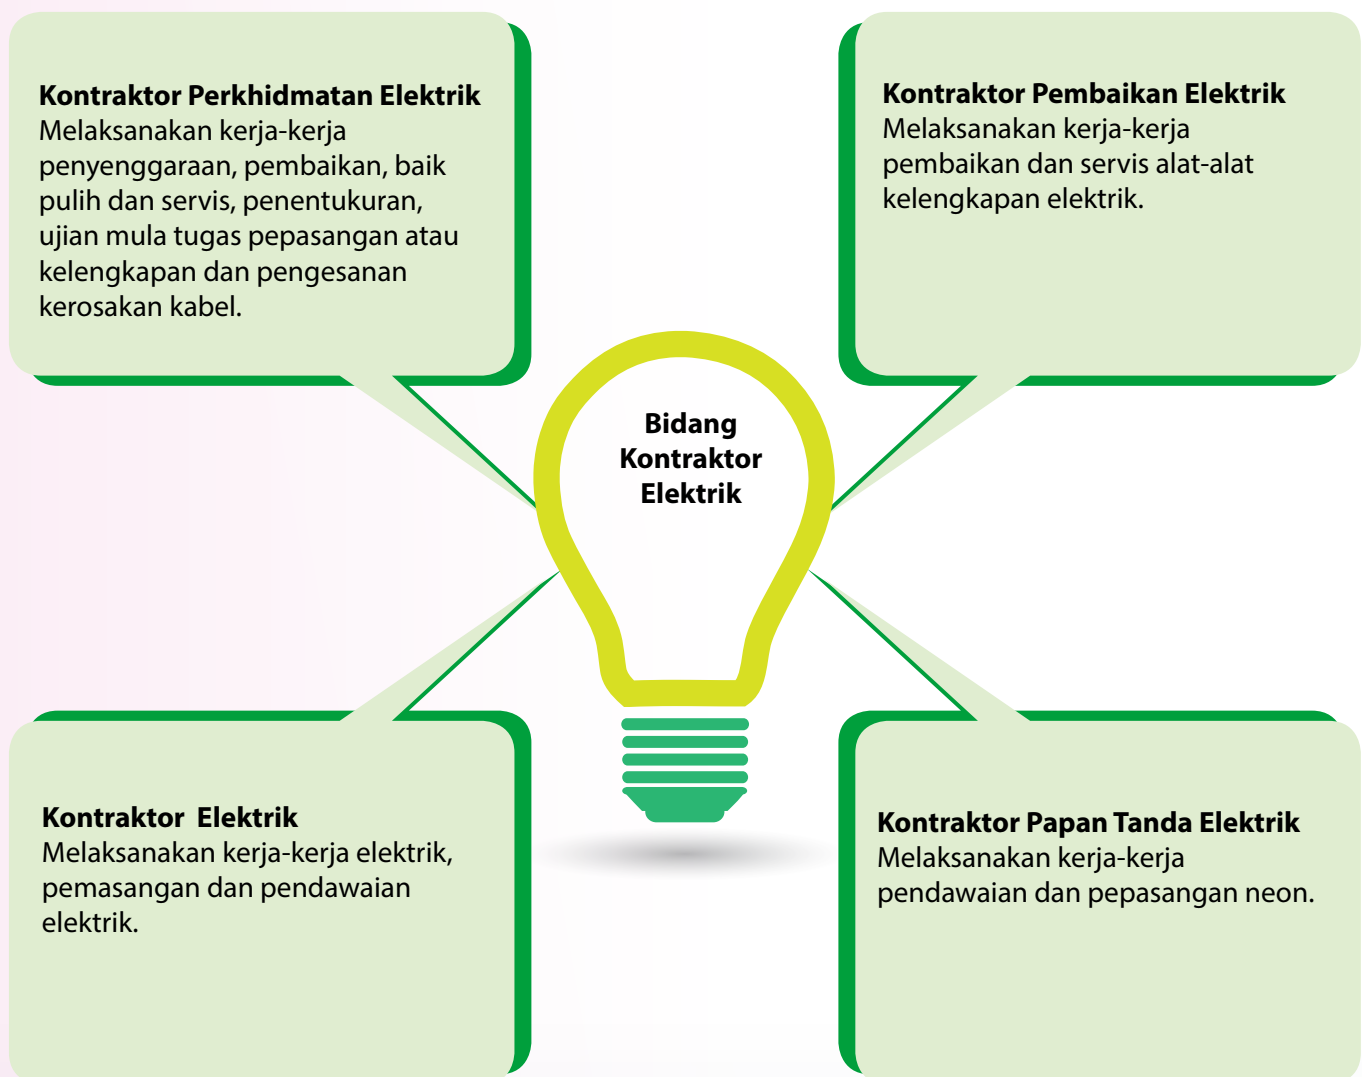 Kontraktor Perkhidmatan Elektrik
Melaksanakan kerja-kerja
penyenggaraan, pembaikan, baik
pulih dan servis, penentukuran,
ujian mula tugas pepasangan atau
kelengkapan dan pengesanan
kerosakan kabel.
Kontraktor Pembaikan Elektrik
Melaksanakan kerja-kerja
pembaikan dan servis alat-alat
kelengkapan elektrik.
Bidang
Kontraktor
Elektrik
Kontraktor Elektrik
Melaksanakan kerja-kerja elektrik,
pemasangan dan pendawaian
elektrik.
Kontraktor Papan Tanda Elektrik
Melaksanakan kerja-kerja
pendawaian dan pepasangan neon.